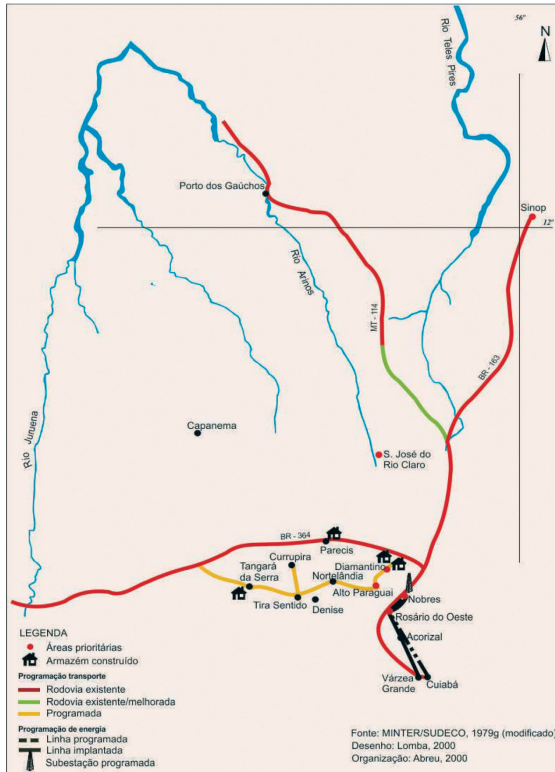 56°
N
Rio Teles Pires
Porto dos Gaúchos
Sinop
12°
Rio Arinos
MT - 114
BR - 163
Rio Juruena
Capanema
S. José do
Rio Claro
BR - 364
Parecis
Currupira
Diamantino
Tangará
da Serra
Nortelândia
Alto Paraguai
Nobres
Tira Sentido
Denise
Rosário do Oeste
Acorizal
Várzea
Grande
Cuiabá
LEGENDA
Áreas prioritárias
Armazém construído
Programação transporte
Rodovia existente
Rodovia existente/melhorada
Programada
Programação de energia
Linha programada
Linha implantada
Subestação programada
Fonte: MINTER/SUDECO, 1979g (modificado)
Desenho: Lomba, 2000
Organização: Abreu, 2000